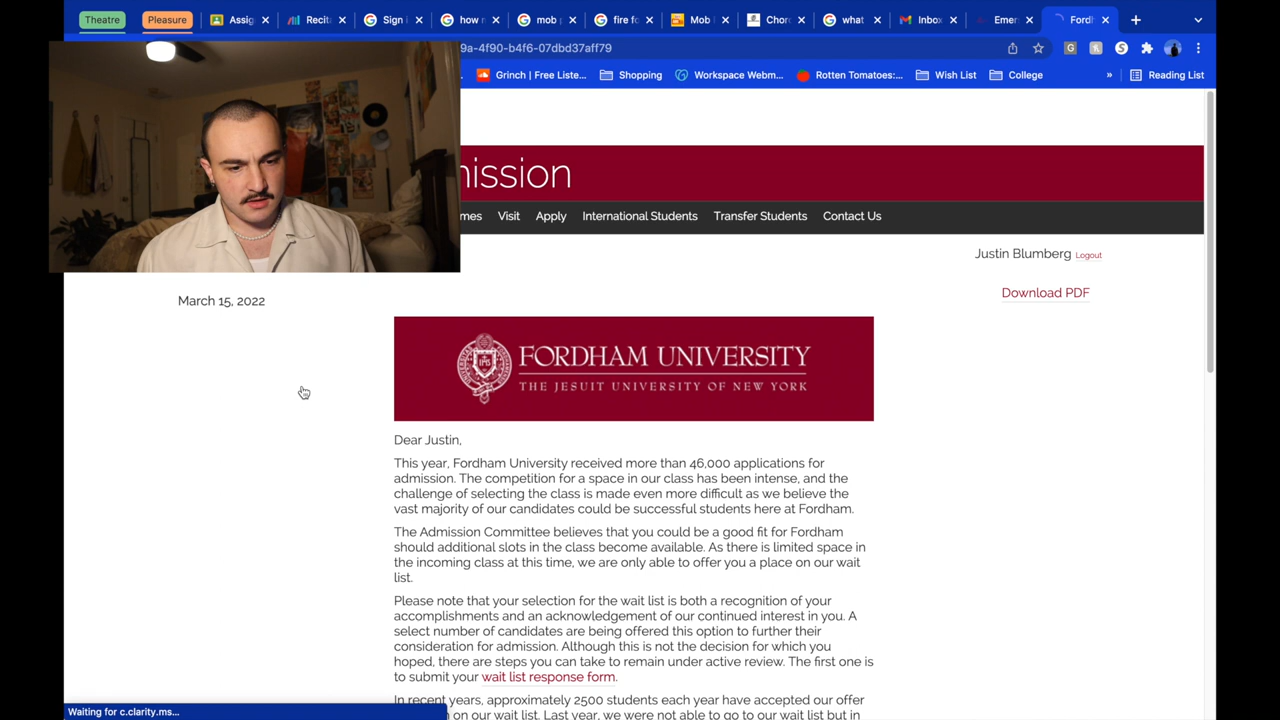 Theatre
Pleasure
Assig
Recita
Sign i
how n
mob p
fire fo
Mob
Chor
what
Inbox
Emer
Fordh
9a-4f90-b4f6-07dbd37aff79
Grinch | Free Liste...
Shopping
Workspace Webm...
Rotten Tomatoes:...
Wish List
College
»
Reading List
mission
mes Visit Apply International Students Transfer Students Contact Us
Justin Blumberg Logout
Download PDF
March 15, 2022
FORDHAM UNIVERSITY
THE JESUIT UNIVERSITY OF NEW YORK
Dear Justin,
This year, Fordham University received more than 46,000 applications for
admission. The competition for a space in our class has been intense, and the
challenge of selecting the class is made even more difficult as we believe the
vast majority of our candidates could be successful students here at Fordham.
The Admission Committee believes that you could be a good fit for Fordham
should additional slots in the class become available. As there is limited space in
the incoming class at this time, we are only able to offer you a place on our wait
list.
Please note that your selection for the wait list is both a recognition of your
accomplishments and an acknowledgement of our continued interest in you. A
select number of candidates are being offered this option to further their
consideration for admission. Although this is not the decision for which you
hoped, there are steps you can take to remain under active review. The first one is
to submit your wait list response form.
In recent years, approximately 2500 students each year have accepted our offer
on our wait list. Last year, we were not able to go to our wait list but in
Waiting for c.clarity.ms...